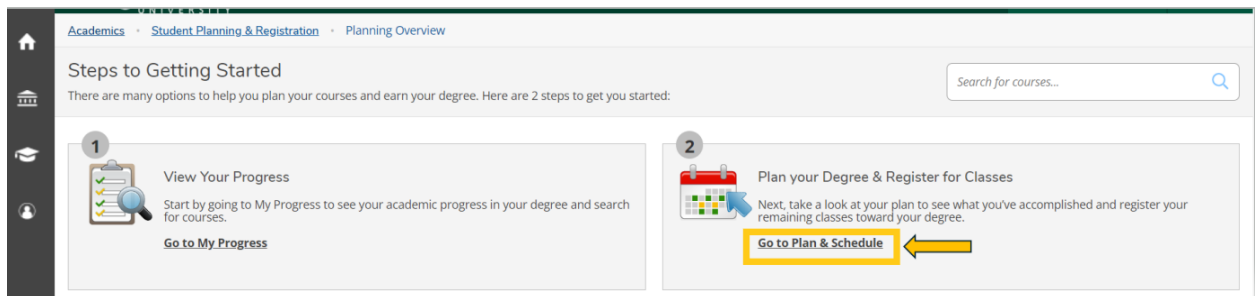 UNIVERSITY
Academics · Student Planning & Registration · Planning Overview
Steps to Getting Started
There are many options to help you plan your courses and earn your degree. Here are 2 steps to get you started:
Search for courses...
1
View Your Progress
Start by going to My Progress to see your academic progress in your degree and search
for courses.
Go to My Progress
2
Plan your Degree & Register for Classes
Next, take a look at your plan to see what you've accomplished and register your
remaining classes toward your degree.
Go to Plan & Schedule